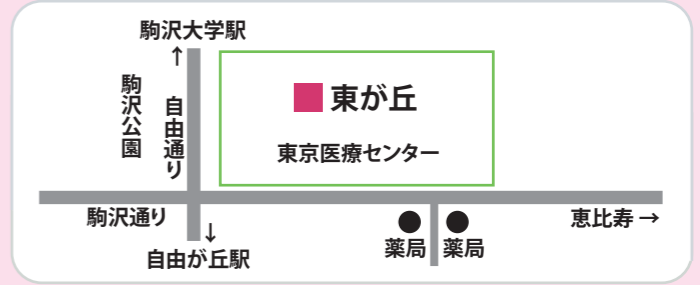 駒沢大学駅
↑
駒沢公園
自由通り
東が丘
東京医療センター
駒沢通り
↓
自由が丘駅
薬局
薬局
恵比寿→